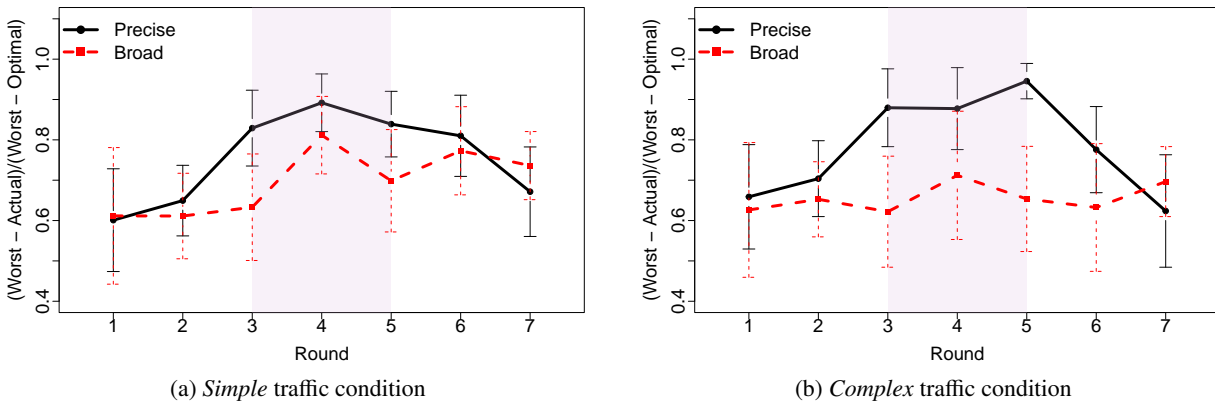 Precise
Broad
(Worst − Actual)/(Worst − Optimal)
0.4 0.6 0.8 1.0
1 2 3 4 5 6 7
Round
(a) Simple traffic condition
Precise
Broad
(Worst − Actual)/(Worst − Optimal)
0.4 0.6 0.8 1.0
1 2 3 4 5 6 7
Round
(b) Complex traffic condition